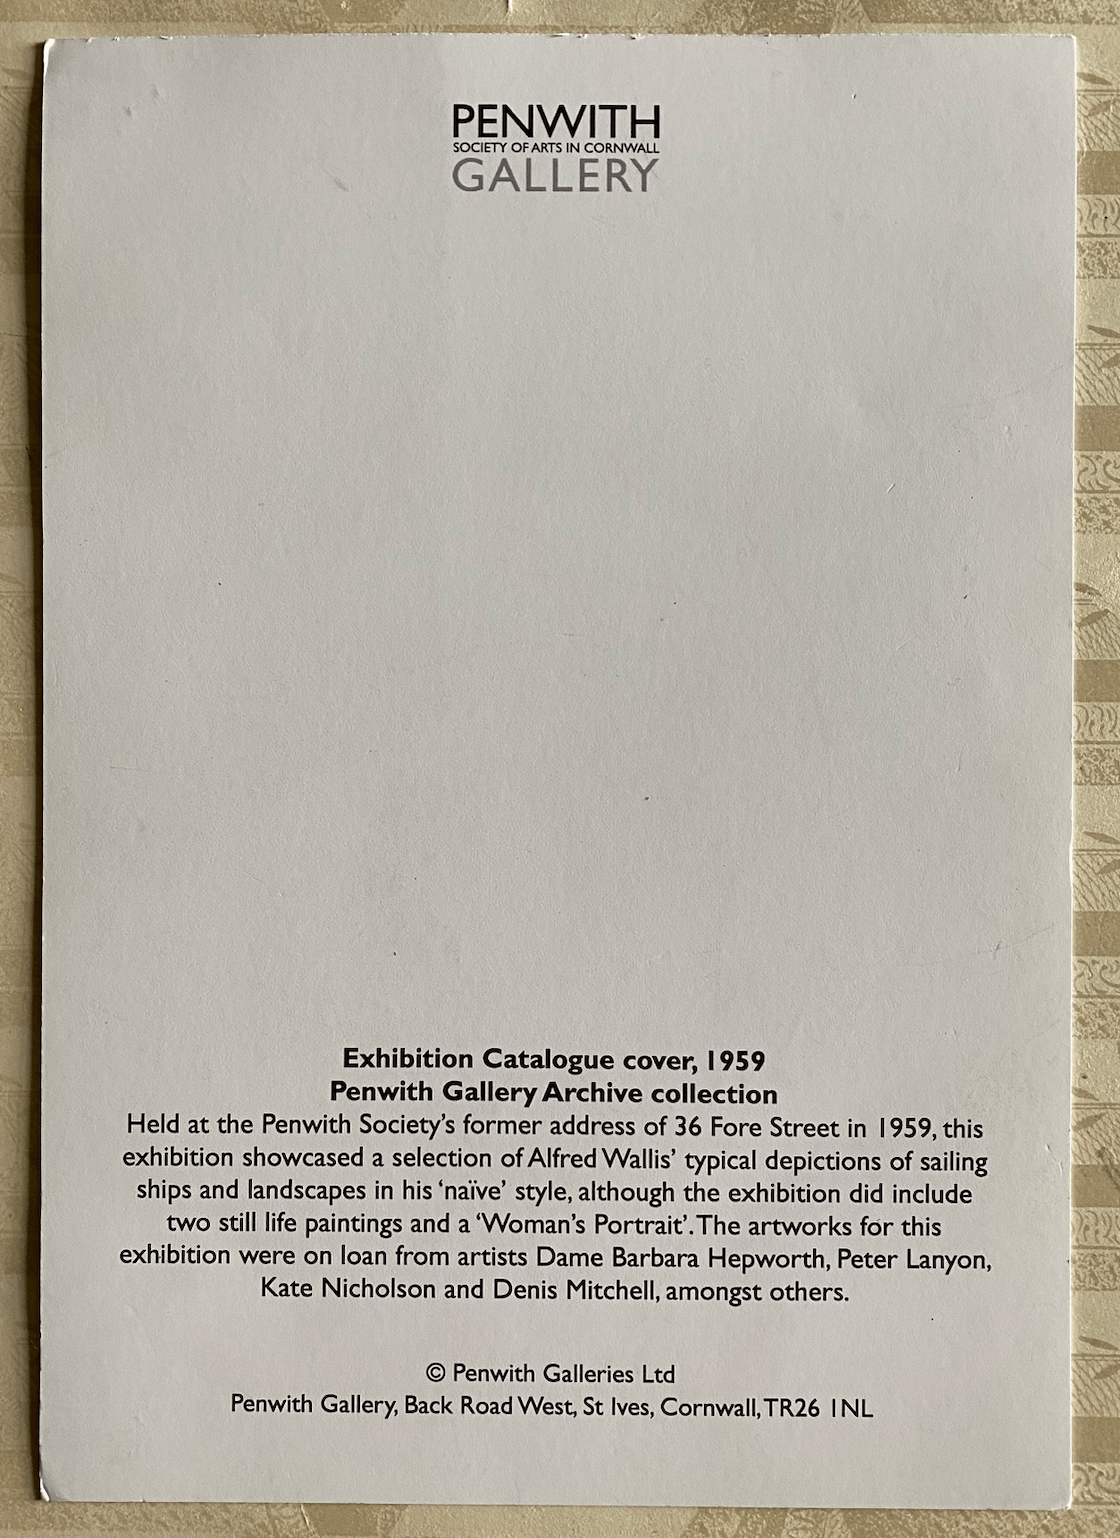 PENWITH
SOCIETY OF ARTS IN CORNWALL
GALLERY
Exhibition Catalogue cover, 1959
Penwith Gallery Archive collection
Held at the Penwith Society's former address of 36 Fore Street in 1959, this
exhibition showcased a selection of Alfred Wallis' typical depictions of sailing
ships and landscapes in his 'naïve' style, although the exhibition did include
two still life paintings and a 'Woman's Portrait'. The artworks for this
exhibition were on loan from artists Dame Barbara Hepworth, Peter Lanyon,
Kate Nicholson and Denis Mitchell, amongst others.
© Penwith Galleries Ltd
Penwith Gallery, Back Road West, St Ives, Cornwall, TR26 1NL